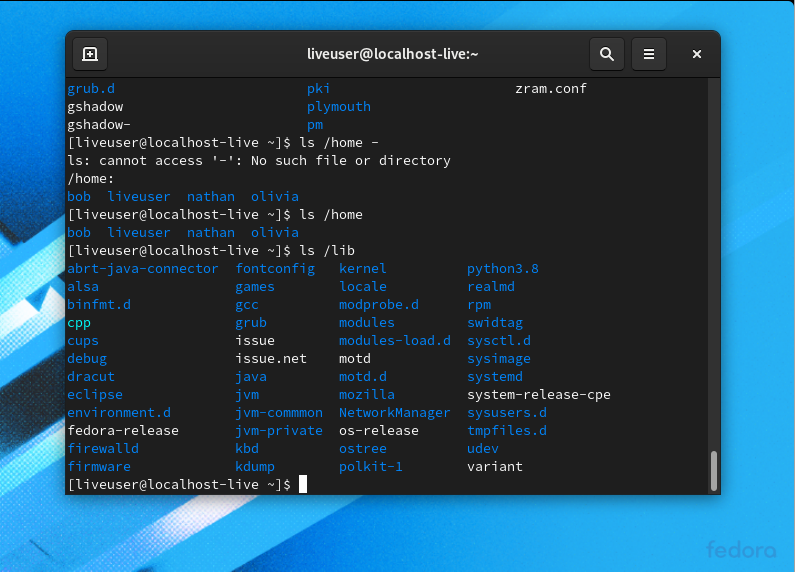 liveuser@localhost-live:~
grub.d pki zram.conf
gshadow plymouth
gshadow- pm
[liveuser@localhost-live ~]$ ls /home -
ls: cannot access '-': No such file or directory
/home:
bob liveuser nathan olivia
[liveuser@localhost-live ~]$ ls /home
bob liveuser nathan olivia
[liveuser@localhost-live ~]$ ls /lib
abrt-java-connector fontconfig kernel python3.8
alsa games locale realmd
binfmt.d gcc modprobe.d rpm
cpp grub modules swidtag
cups issue modules-load.d sysctl.d
debug issue.net motd sysimage
dracut java motd.d systemd
eclipse jvm mozilla system-release-cpe
environment.d jvm-commmon NetworkManager sysusers.d
fedora-release jvm-private os-release tmpfiles.d
firewalld kbd ostree udev
firmware kdump polkit-1 variant
[liveuser@localhost-live ~]$
fedora